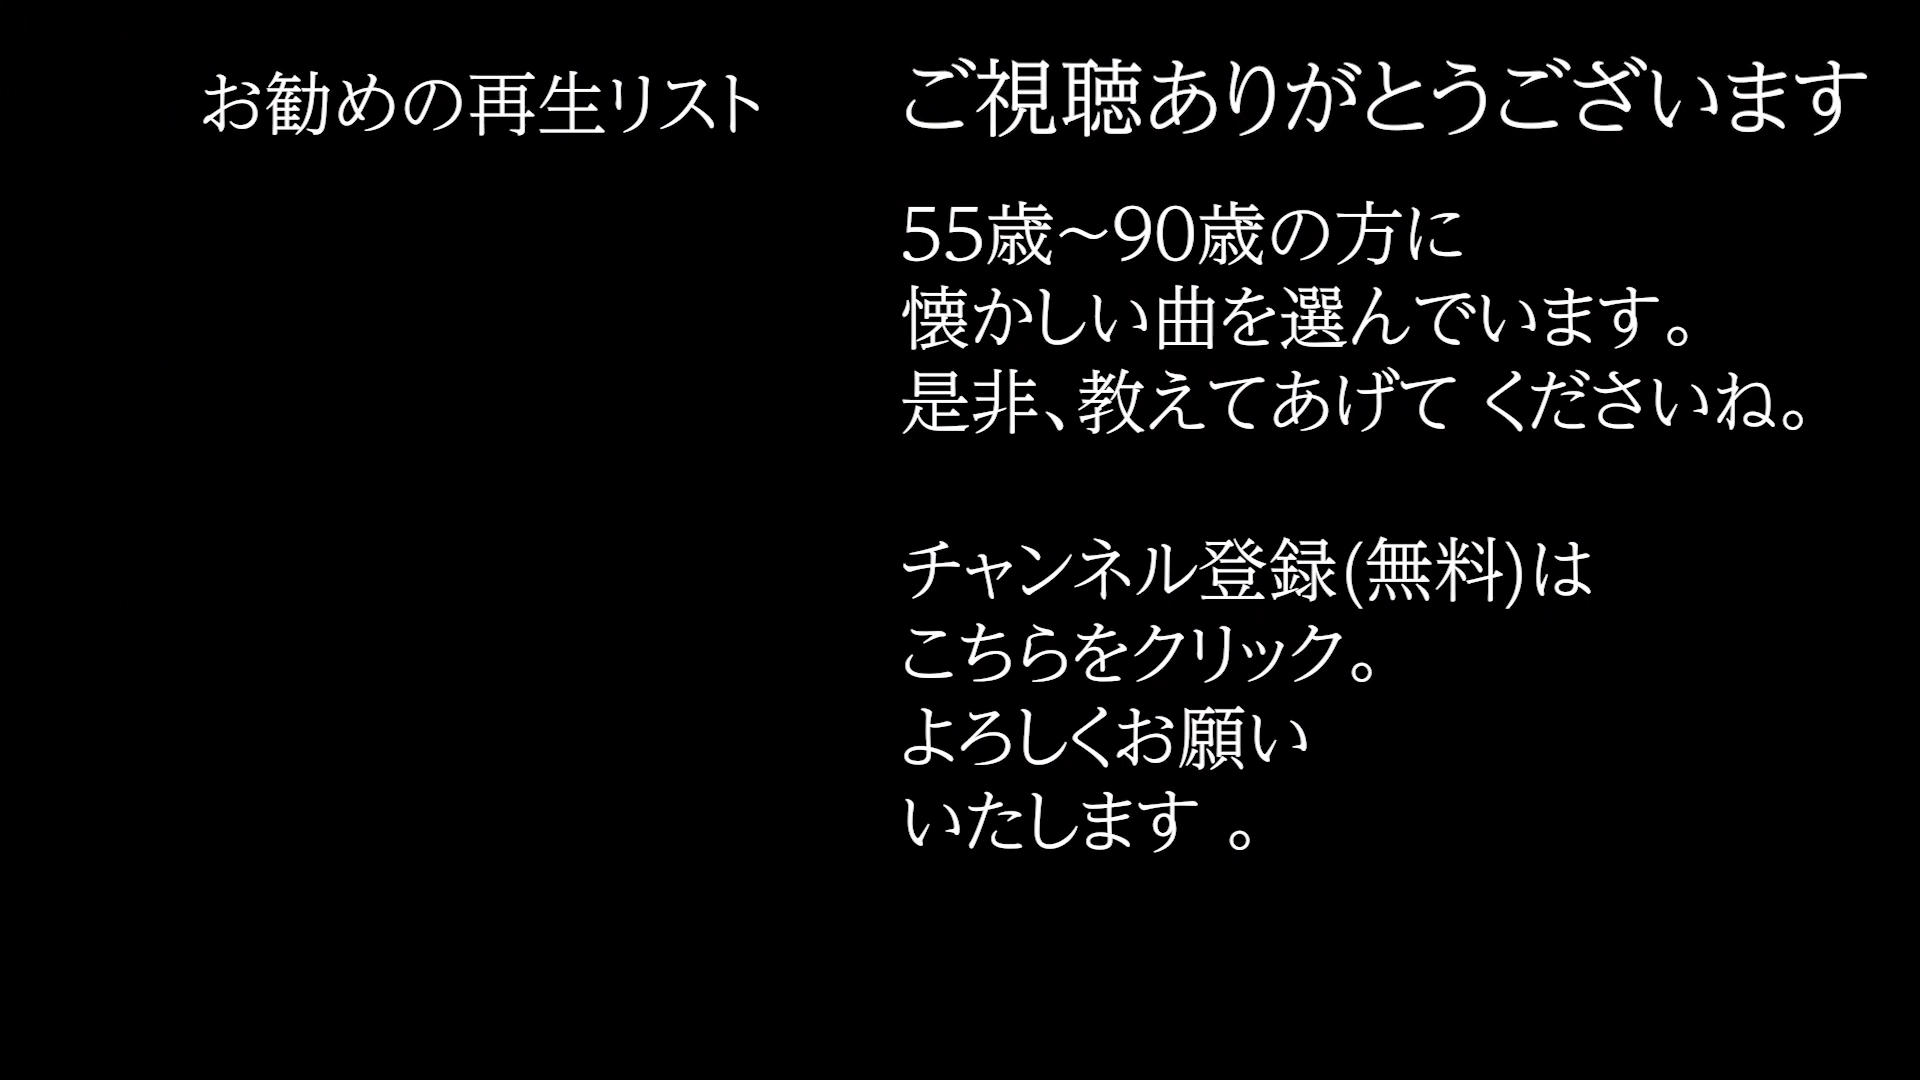 お勧めの再生リスト
ご視聴ありがとうございます
55歳~90歳の方に
懐かしい曲を選んでいます。
是非、教えてあげて くださいね。
チャンネル登録(無料)は
こちらをクリック。
よろしくお願い
いたします 。